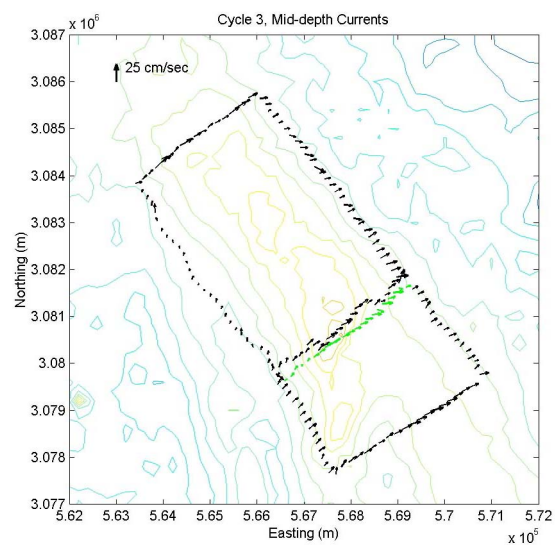 Cycle 3, Mid-depth Currents
3.087 x 10^6
25 cm/sec
3.086
3.085
3.084
3.083
3.082
3.081
3.08
3.079
3.078
3.077
Northing (m)
5.62 5.63 5.64 5.65 5.66 5.67 5.68 5.69 5.7 5.71 5.72
Easting (m)
x 10^5